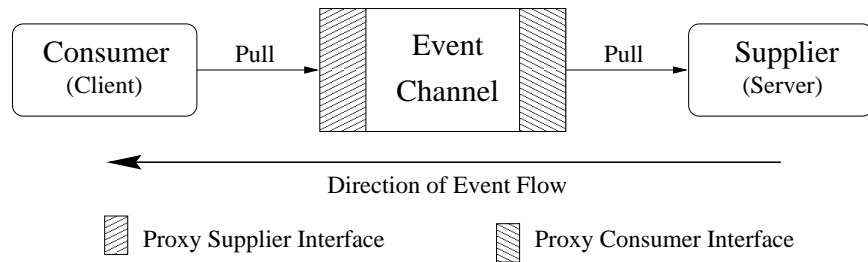 Consumer
(Client)
Pull
Event
Channel
Pull
Supplier
(Server)
Direction of Event Flow
Proxy Supplier Interface
Proxy Consumer Interface